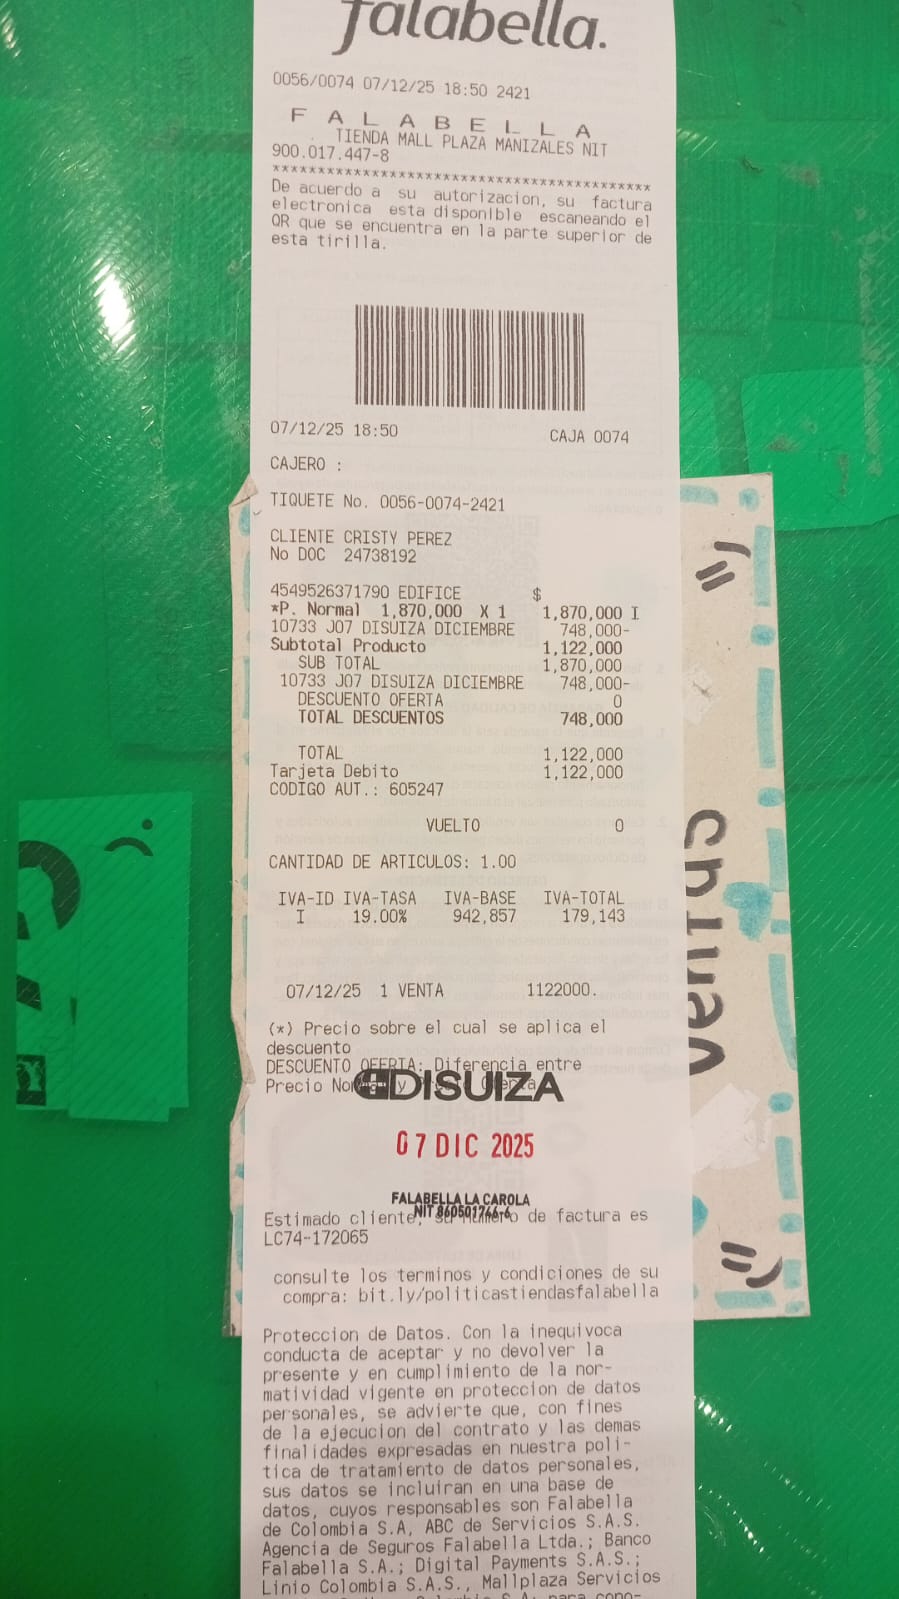 falabella.
0056/0074 07/12/25 18:50 2421
F A L A B E L L A
. TIENDA MALL PLAZA MANIZALES NIT
900.017.447-8
******************************************
De acuerdo a su autorizacion, su factura
electronica esta disponible escaneando el
QR que se encuentra en la parte superior de
esta tirilla.
07/12/25 18:50 CAJA 0074
CAJERO :
TIQUETE No. 0056-0074-2421
CLIENTE CRISTY PEREZ
No DOC 24738192
4549526371790 EDIFICE $
*P. Normal 1,870,000 X 1 1,870,000 I
10733 J07 DISUIZA DICIEMBRE 748,000-
Subtotal Producto 1,122,000
SUB TOTAL 1,870,000
10733 J07 DISUIZA DICIEMBRE 748,000-
DESCUENTO OFERTA 0
TOTAL DESCUENTOS 748,000
TOTAL 1,122,000
Tarjeta Debito 1,122,000
CODIGO AUT.: 605247
VUELTO 0
CANTIDAD DE ARTICULOS: 1.00
IVA-ID IVA-TASA IVA-BASE IVA-TOTAL
I 19.00% 942,857 179,143
07/12/25 1 VENTA 1122000.
(*) Precio sobre el cual se aplica el
descuento
DESCUENTO OFERTA: Diferencia entre
Precio Normal y Precio Oferta
DISUIZA
07 DIC 2025
FALABELLA LA CAROLA
NIT 860501746-6
Estimado cliente, su numero de factura es
LC74-172065
consulte los terminos y condiciones de su
compra: bit.ly/politicastiendasfalabella
Proteccion de Datos. Con la inequivoca
conducta de aceptar y no devolver la
presente y en cumplimiento de la nor-
matividad vigente en proteccion de datos
personales, se advierte que, con fines
de la ejecucion del contrato y las demas
finalidades expresadas en nuestra poli-
tica de tratamiento de datos personales,
sus datos se incluiran en una base de
datos, cuyos responsables son Falabella
de Colombia S.A, ABC de Servicios S.A.S.
Agencia de Seguros Falabella Ltda.; Banco
Falabella S.A.; Digital Payments S.A.S.;
Linio Colombia S.A.S., Mallplaza Servicios